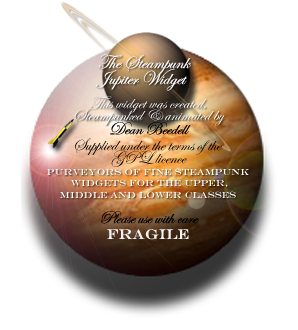 The Steampunk
Jupiter Widget
This widget was created,
Steampunked & animated by
Dean Beedell
Supplied under the terms of the
GPL licence
PURVEYORS OF FINE STEAMPUNK
WIDGETS FOR THE UPPER,
MIDDLE AND LOWER CLASSES
Please use with care
FRAGILE